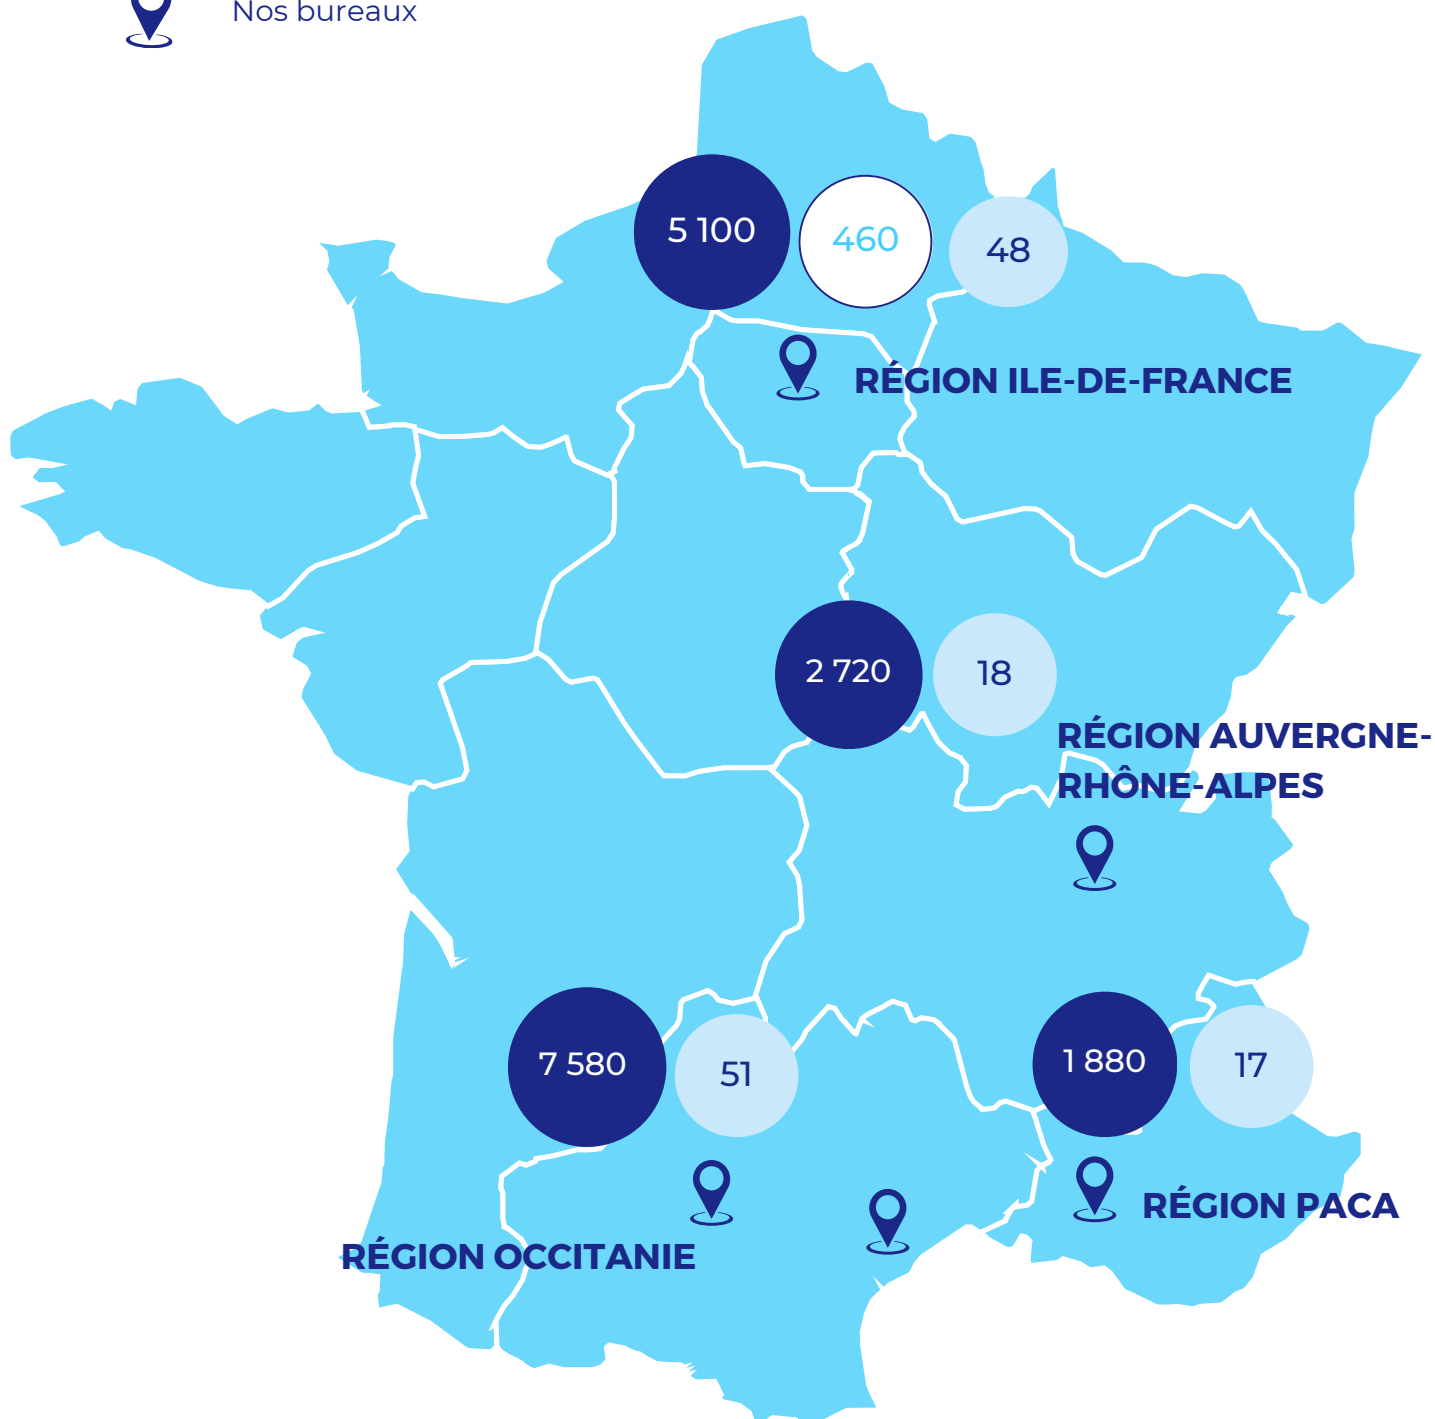 Nos bureaux
5 100
460
48
RÉGION ILE-DE-FRANCE
2 720
18
RÉGION AUVERGNE-
RHÔNE-ALPES
7 580
51
1 880
17
RÉGION PACA
RÉGION OCCITANIE